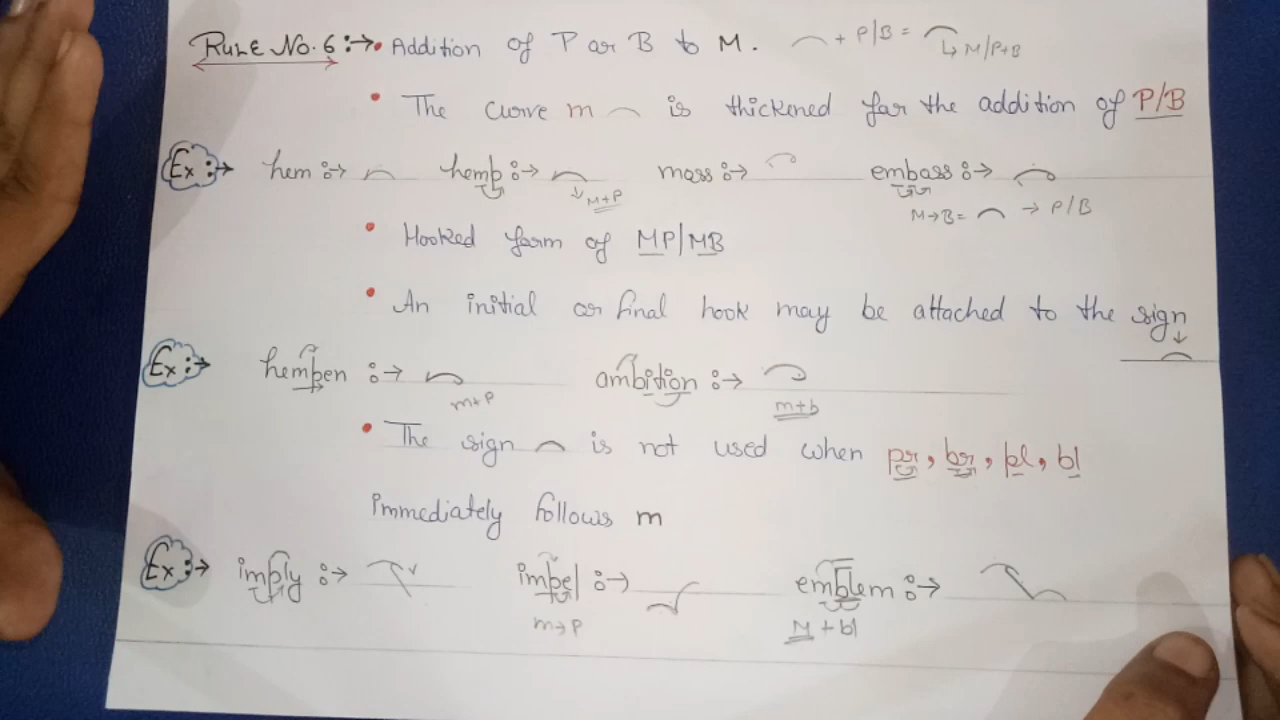 RULE NO. 6 :→ • Addition of P or B to M. ⌒ + P/B = ⌒
↳ M/P+B
• The curve m ⌒ is thickened for the addition of P/B
Ex :→ hem :→ hemp :→ mass :→ embass :→
↓ M+P
M→B = ⌒ → P/B
• Hooked form of MP/MB
• An initial or final hook may be attached to the sign
↓
Ex :→ hempen :→ ambition :→
m+P m+b
• The sign ⌒ is not used when pr, br, pl, bl
immediately follows m
Ex :→ imply :→ impel :→ emblem :→
m→P M + bl